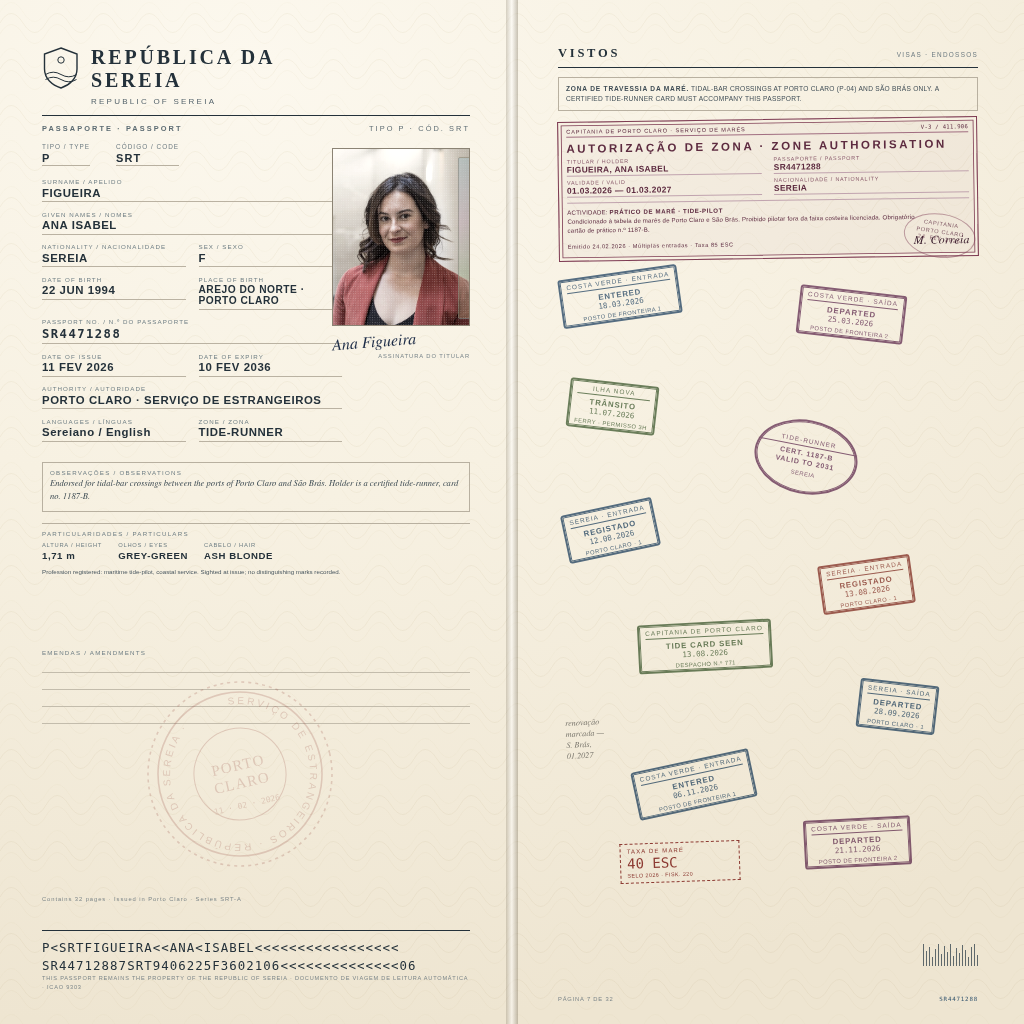 REPÚBLICA DA
SEREIA
REPUBLIC OF SEREIA
PASSAPORTE · PASSPORT
TIPO P · CÓD. SRT
TIPO / TYPE
CÓDIGO / CODE
P
SRT
SURNAME / APELIDO
FIGUEIRA
GIVEN NAMES / NOMES
ANA ISABEL
NATIONALITY / NACIONALIDADE
SEX / SEXO
SEREIA
F
DATE OF BIRTH
PLACE OF BIRTH
22 JUN 1994
AREJO DO NORTE ·
PORTO CLARO
PASSPORT NO. / N.º DO PASSAPORTE
SR4471288
Ana Figueira
ASSINATURA DO TITULAR
DATE OF ISSUE
DATE OF EXPIRY
11 FEV 2026
10 FEV 2036
AUTHORITY / AUTORIDADE
PORTO CLARO · SERVIÇO DE ESTRANGEIROS
LANGUAGES / LÍNGUAS
ZONE / ZONA
Sereiano / English
TIDE-RUNNER
OBSERVAÇÕES / OBSERVATIONS
Endorsed for tidal-bar crossings between the ports of Porto Claro and São Brás. Holder is a certified tide-runner, card
no. 1187-B.
PARTICULARIDADES / PARTICULARS
ALTURA / HEIGHT
OLHOS / EYES
CABELO / HAIR
1,71 m
GREY-GREEN
ASH BLONDE
Profession registered: maritime tide-pilot, coastal service. Sighted at issue; no distinguishing marks recorded.
EMENDAS / AMENDMENTS
SERVIÇO DE ESTRANGEIROS
REPÚBLICA DA SEREIA
PORTO
CLARO
11 · 02 · 2026
Contains 32 pages · Issued in Porto Claro · Series SRT-A
P<SRTFIGUEIRA<<ANA<ISABEL<<<<<<<<<<<<<<<<<
SR44712887SRT9406225F3602106<<<<<<<<<<<<<<06
THIS PASSPORT REMAINS THE PROPERTY OF THE REPUBLIC OF SEREIA · DOCUMENTO DE VIAGEM DE LEITURA AUTOMÁTICA
· ICAO 9303
VISTOS
VISAS · ENDOSSOS
ZONA DE TRAVESSIA DA MARÉ. TIDAL-BAR CROSSINGS AT PORTO CLARO (P-04) AND SÃO BRÁS ONLY. A
CERTIFIED TIDE-RUNNER CARD MUST ACCOMPANY THIS PASSPORT.
CAPITANIA DE PORTO CLARO · SERVIÇO DE MARÉS
V-3 / 411.906
AUTORIZAÇÃO DE ZONA · ZONE AUTHORISATION
TITULAR / HOLDER
PASSAPORTE / PASSPORT
FIGUEIRA, ANA ISABEL
SR4471288
VALIDADE / VALID
NACIONALIDADE / NATIONALITY
01.03.2026 — 01.03.2027
SEREIA
ACTIVIDADE: PRÁTICO DE MARÉ · TIDE-PILOT
Condicionado à tabela de marés de Porto Claro e São Brás. Proibido pilotar fora da faixa costeira licenciada. Obrigatório
cartão de prático n.º 1187-B.
Emitido 24.02.2026 · Múltiplas entradas · Taxa 85 ESC
CAPITANIA
PORTO CLARO
M. Correia
COSTA VERDE · ENTRADA
ENTERED
18.03.2026
POSTO DE FRONTEIRA 1
COSTA VERDE · SAÍDA
DEPARTED
25.03.2026
POSTO DE FRONTEIRA 2
ILHA NOVA
TRÂNSITO
11.07.2026
FERRY · PERMISSO 3H
TIDE-RUNNER
CERT. 1187-B
VALID TO 2031
SEREIA
SEREIA · ENTRADA
REGISTADO
12.08.2026
PORTO CLARO · 1
SEREIA · ENTRADA
REGISTADO
13.08.2026
PORTO CLARO · 1
CAPITANIA DE PORTO CLARO
TIDE CARD SEEN
13.08.2026
DESPACHO N.º 771
SEREIA · SAÍDA
DEPARTED
28.09.2026
PORTO CLARO · 1
renovação
marcada —
S. Brás,
01.2027
COSTA VERDE · ENTRADA
ENTERED
06.11.2026
POSTO DE FRONTEIRA 1
COSTA VERDE · SAÍDA
DEPARTED
21.11.2026
POSTO DE FRONTEIRA 2
TAXA DE MARÉ
40 ESC
SELO 2026 · FISK. 220
PÁGINA 7 DE 32
SR4471288